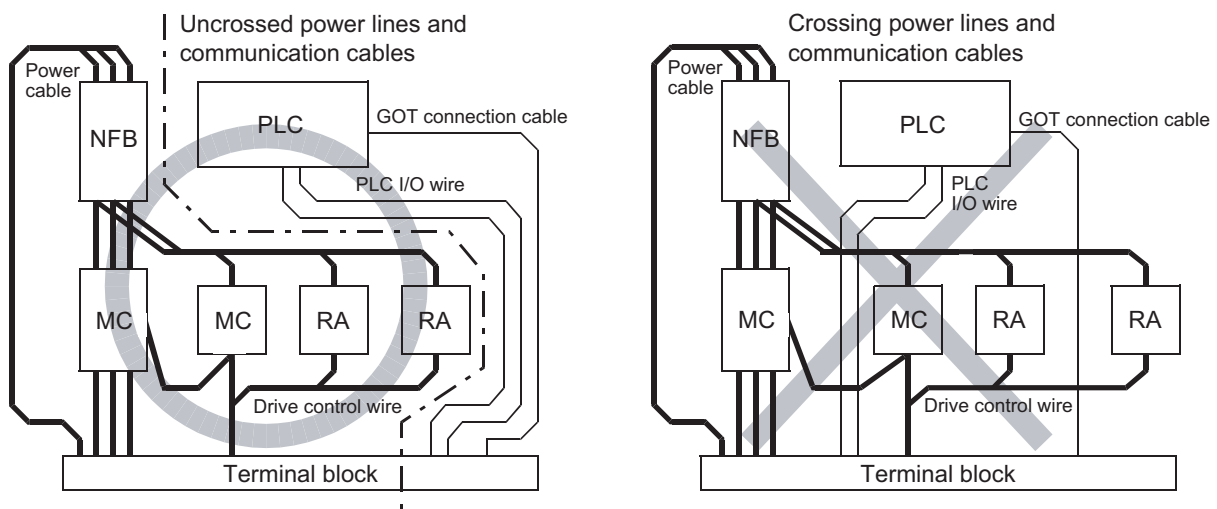 Uncrossed power lines and
communication cables
Power
cable
NFB
PLC
GOT connection cable
PLC I/O wire
MC
MC
RA
RA
Drive control wire
Terminal block
Crossing power lines and
communication cables
Power
cable
NFB
PLC
GOT connection cable
PLC
I/O wire
MC
MC
RA
RA
Drive control wire
Terminal block